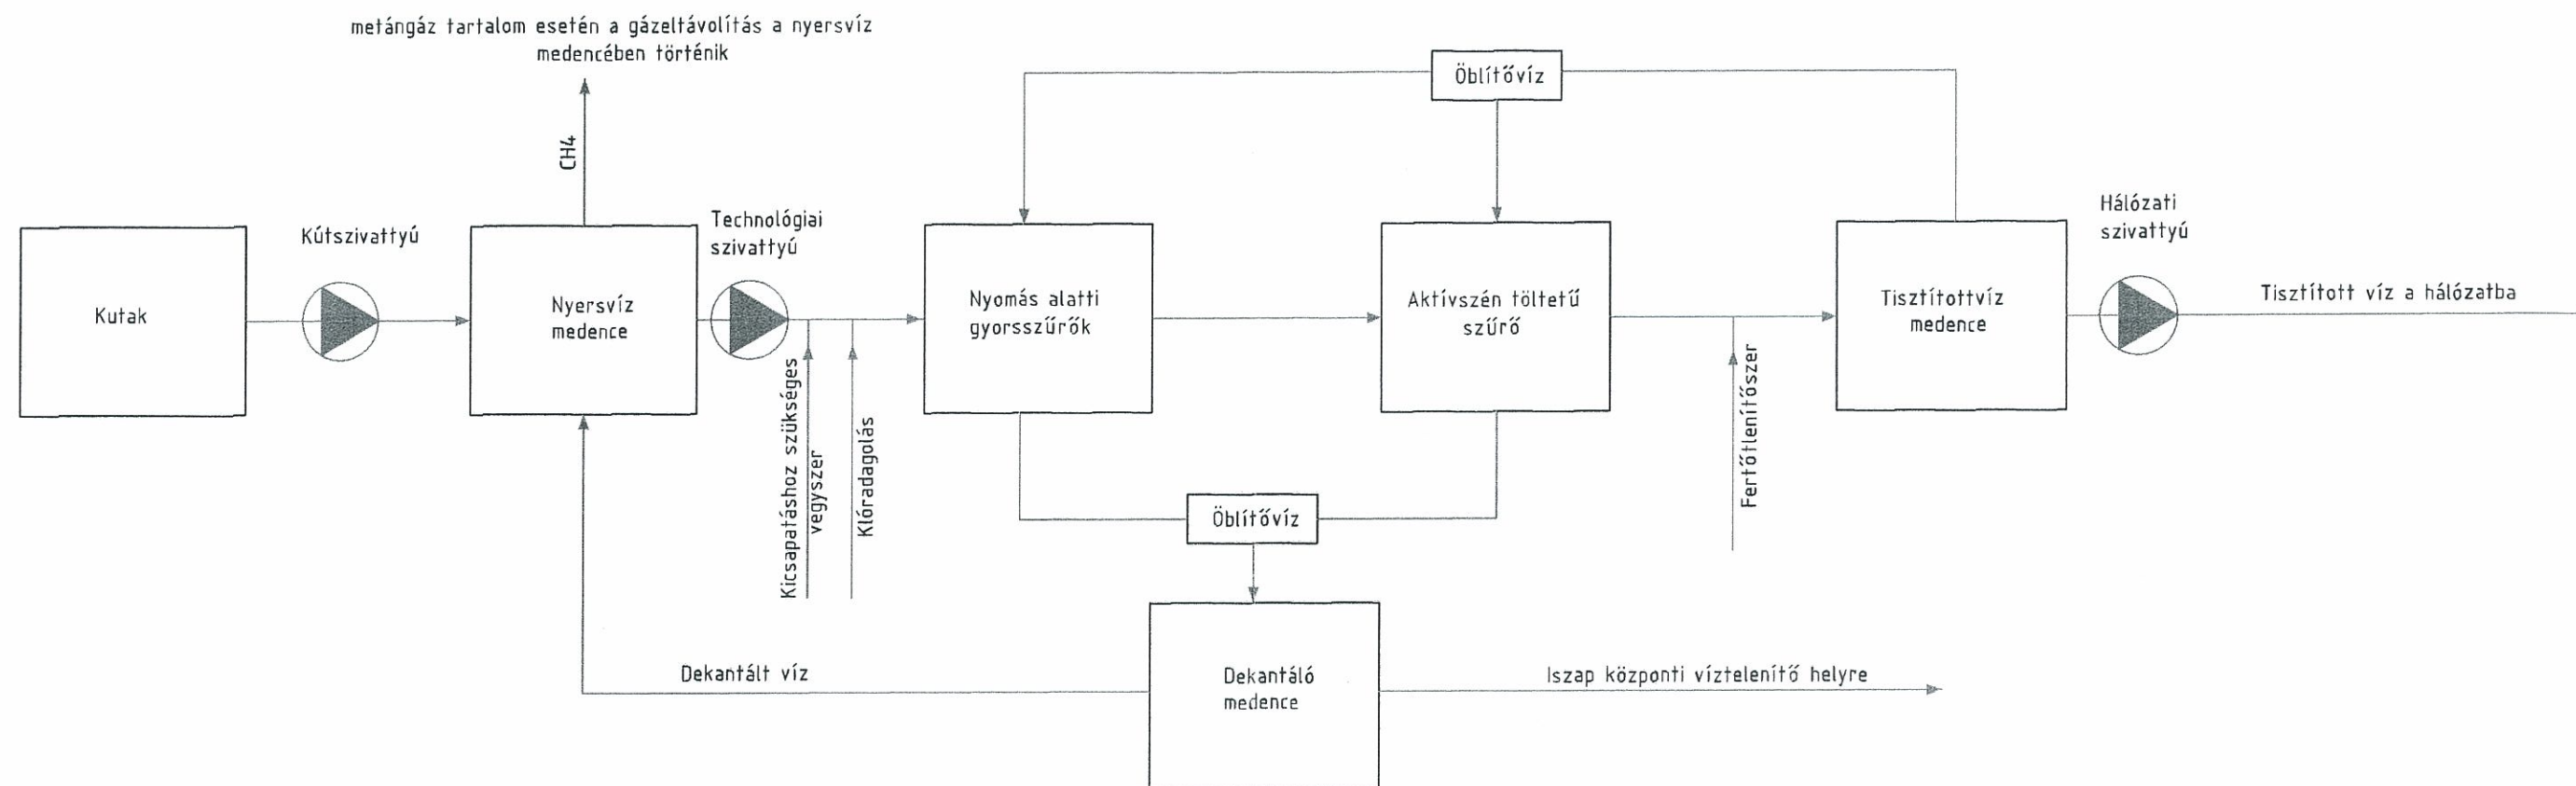 metángáz tartalom esetén a gázeltávolítás a nyersvíz
medencében történik
Öblítővíz
CH4
Kútszivattyú
Technológiai
szivattyú
Hálózati
szivattyú
Kutak
Nyersvíz
medence
Nyomás alatti
gyorsszűrők
Aktívszén töltetű
szűrő
Tisztítottvíz
medence
Tisztított víz a hálózatba
Kicsapatáshoz szükséges
vegyszer
Klóradagolás
Fertőtlenítőszer
Öblítővíz
Dekantált víz
Dekantáló
medence
Iszap központi víztelenítő helyre